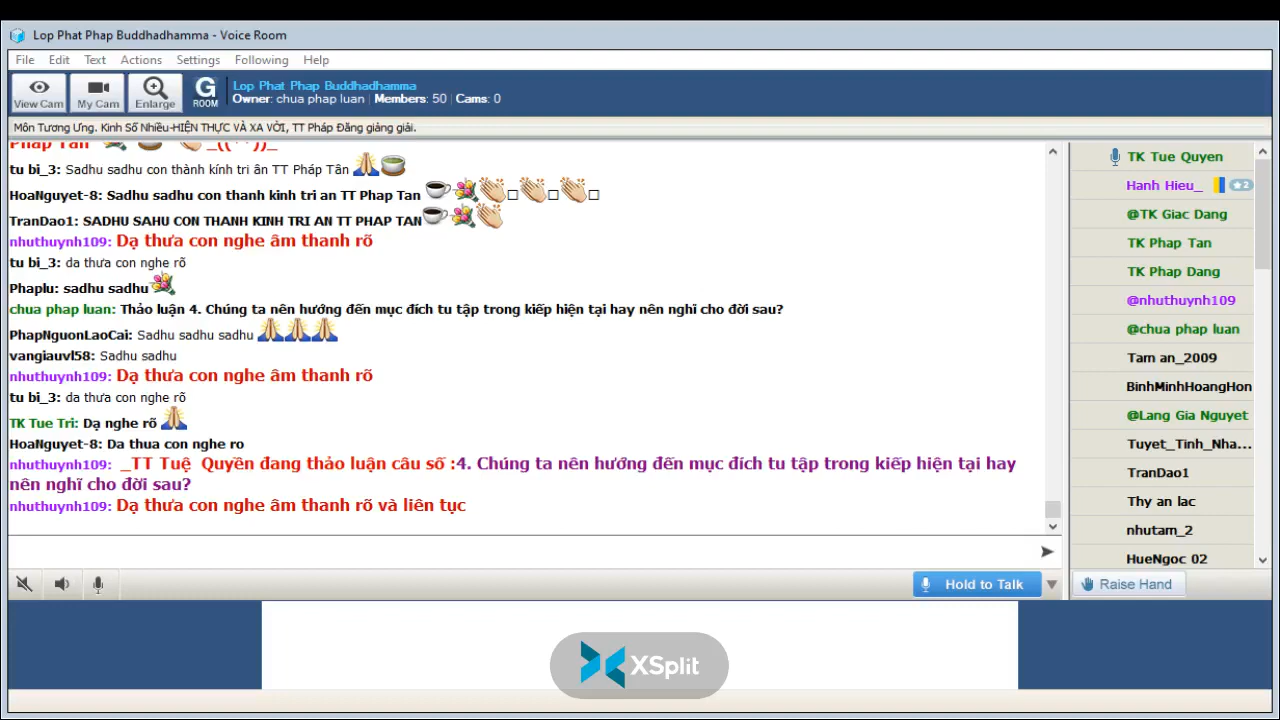 Lop Phat Phap Buddhadhamma - Voice Room
File Edit Text Actions Settings Following Help
View Cam My Cam Enlarge G ROOM
Lop Phat Phap Buddhadhamma
Owner: chua phap luan | Members: 50 | Cams: 0
Môn Tương Ưng. Kinh Số Nhiều-HIỆN THỰC VÀ XA VỜI, TT Pháp Đăng giảng giải.
Phap Tan _((**))_
tu bi_3: Sadhu sadhu con thành kính tri ân TT Pháp Tân
HoaNguyet-8: Sadhu sadhu con thanh kinh tri an TT Phap Tan
TranDao1: SADHU SAHU CON THANK KINH TRI AN TT PHAP TAN
nhuthuynh109: Dạ thưa con nghe âm thanh rõ
tu bi_3: da thưa con nghe rõ
Phaplu: sadhu sadhu
chua phap luan: Thảo luận 4. Chúng ta nên hướng đến mục đích tu tập trong kiếp hiện tại hay nên nghĩ cho đời sau?
PhapNguonLaoCai: Sadhu sadhu sadhu
vangiauvl58: Sadhu sadhu
nhuthuynh109: Dạ thưa con nghe âm thanh rõ
tu bi_3: da thưa con nghe rõ
TK Tue Tri: Dạ nghe rõ
HoaNguyet-8: Da thua con nghe ro
nhuthuynh109: _TT Tuệ Quyền đang thảo luận câu số :4. Chúng ta nên hướng đến mục đích tu tập trong kiếp hiện tại hay
nên nghĩ cho đời sau?
nhuthuynh109: Dạ thưa con nghe âm thanh rõ và liên tục
TK Tue Quyen
Hanh Hieu_ 2
@TK Giac Dang
TK Phap Tan
TK Phap Dang
@nhuthuynh109
@chua phap luan
Tam an_2009
BinhMinhHoangHon
@Lang Gia Nguyet
Tuyet_Tinh_Nha...
TranDao1
Thy an lac
nhutam_2
HueNgoc 02
Hold to Talk
Raise Hand
XSplit